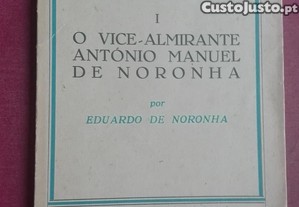 Custojusto.pt
I
O VICE-ALMIRANTE
ANTÓNIO MANUEL
DE NORONHA
por
EDUARDO DE NORONHA